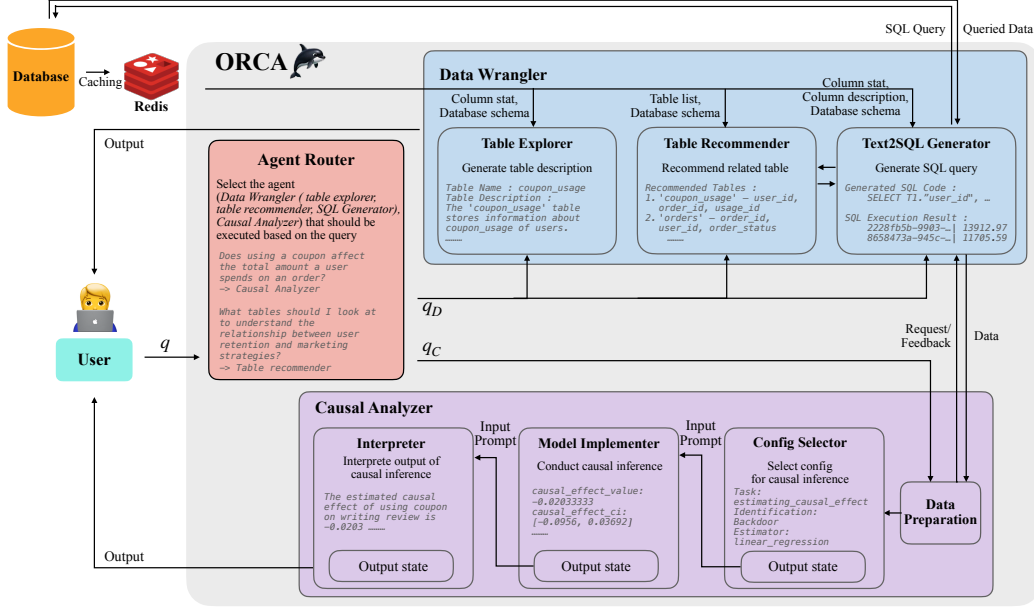 SQL Query
Queried Data
Database
Caching
Redis
ORCA
Data Wrangler
Column stat,
Database schema
Table list,
Database schema
Column stat,
Column description,
Database schema
Output
Agent Router
Select the agent
(Data Wrangler ( table explorer,
table recommender, SQL Generator),
Causal Analyzer) that should be
executed based on the query
Does using a coupon affect
the total amount a user
spends on an order?
-> Causal Analyzer
What tables should I look at
to understand the
relationship between user
retention and marketing
strategies?
-> Table recommender
Table Explorer
Generate table description
Table Name : coupon_usage
Table Description :
The 'coupon_usage' table
stores information about
coupon_usage of users.
………
Table Recommender
Recommend related table
Recommended Tables :
1.'coupon_usage' – user_id,
order_id, usage_id
2.'orders' – order_id,
user_id, order_status
………
Text2SQL Generator
Generate SQL query
Generated SQL Code :
SELECT T1."user_id", …
SQL Execution Result :
2228fb5b-9903-…| 13912.97
8658473a-945c-…| 11705.59
q_D
q_C
Request/
Feedback
Data
User
q
Causal Analyzer
Interpreter
Interprete output of
causal inference
The estimated causal
effect of using coupon
on writing review is
-0.0203 ………
Output state
Input
Prompt
Model Implementer
Conduct causal inference
causal_effect_value:
-0.02033333
causal_effect_ci:
[-0.0956, 0.03692]
………
Output state
Input
Prompt
Config Selector
Select config
for causal inference
Task:
estimating_causal_effect
Identification:
Backdoor
Estimator:
linear_regression
Output state
Data
Preparation
Output